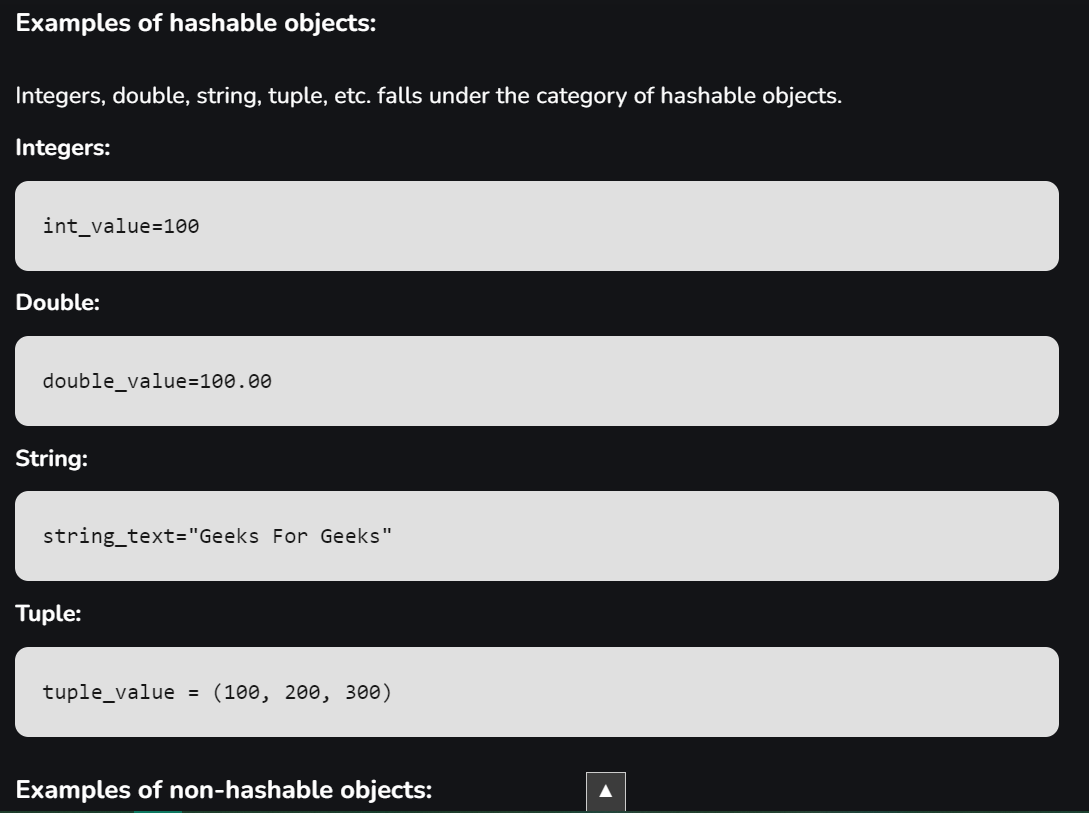 Examples of hashable objects:
Integers, double, string, tuple, etc. falls under the category of hashable objects.
Integers:
int_value=100
Double:
double_value=100.00
String:
string_text="Geeks For Geeks"
Tuple:
tuple_value = (100, 200, 300)
Examples of non-hashable objects: